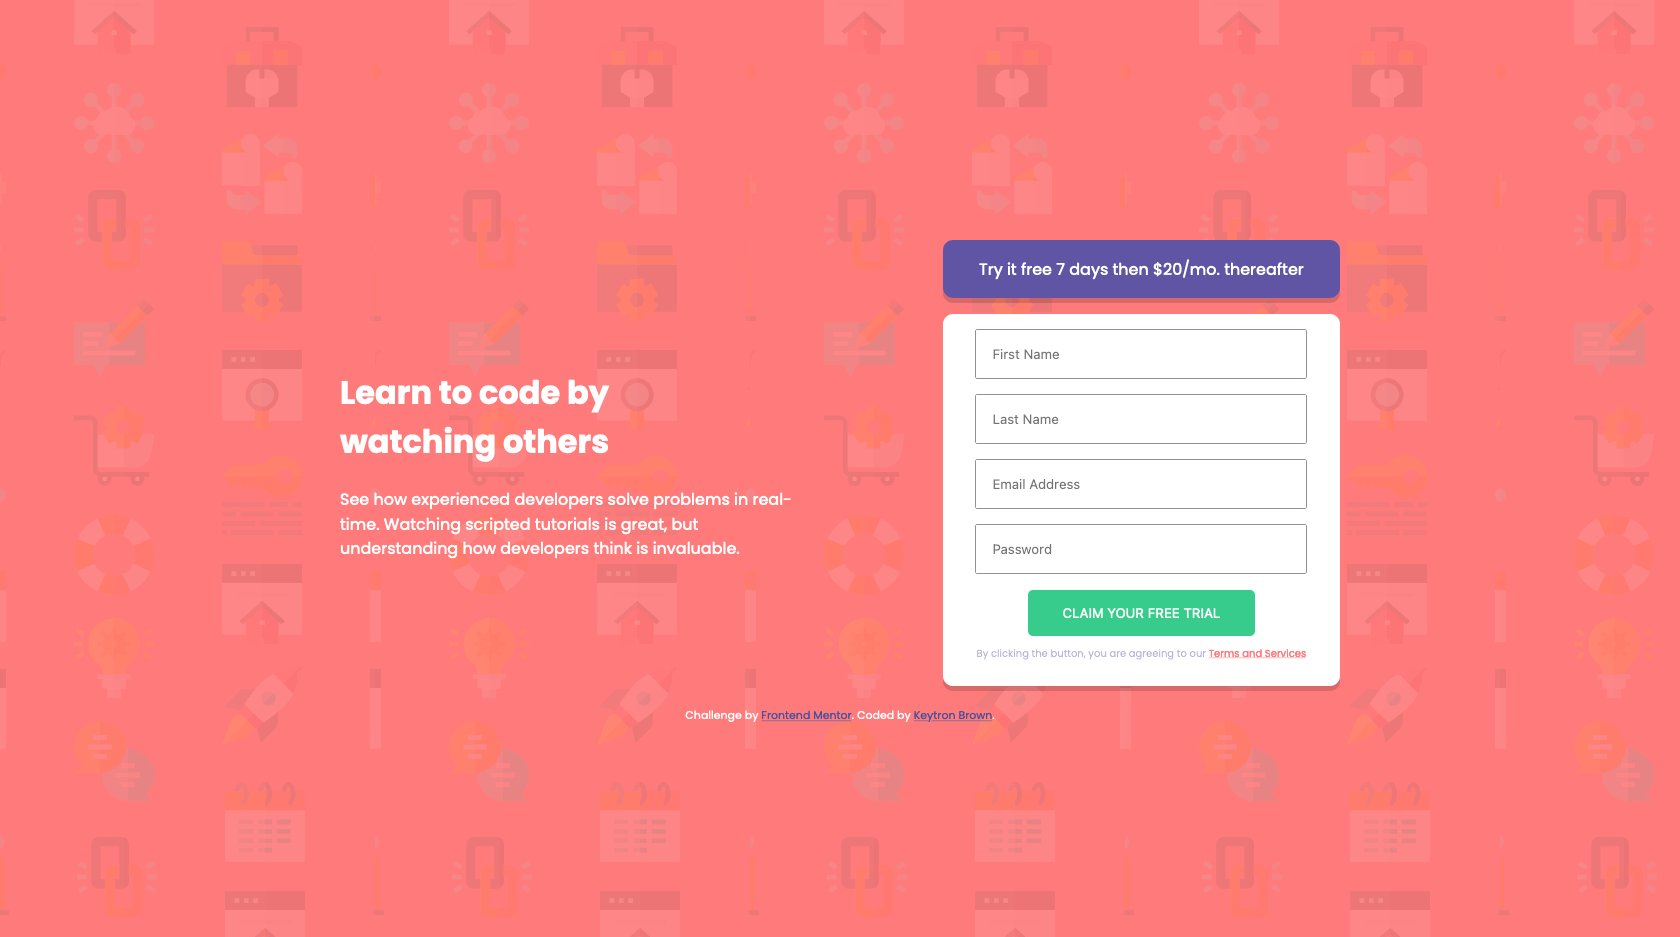 Learn to code by
watching others
See how experienced developers solve problems in real-
time. Watching scripted tutorials is great, but
understanding how developers think is invaluable.
Try it free 7 days then $20/mo. thereafter
First Name
Last Name
Email Address
Password
CLAIM YOUR FREE TRIAL
By clicking the button, you are agreeing to our Terms and Services
Challenge by Frontend Mentor. Coded by Keytron Brown.